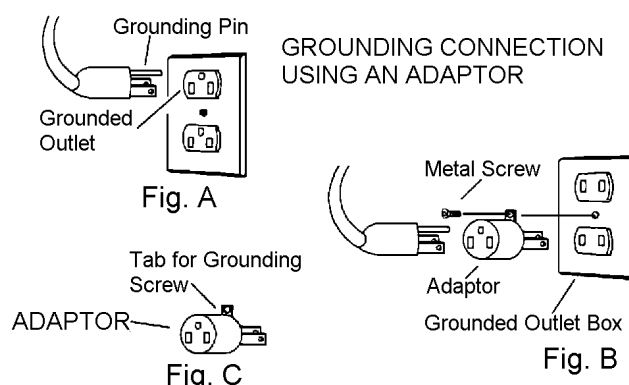 Grounding Pin
GROUNDING CONNECTION
USING AN ADAPTOR
Grounded
Outlet
Fig. A
Metal Screw
Adaptor
Grounded Outlet Box
Fig. B
Tab for Grounding
Screw
ADAPTOR
Fig. C